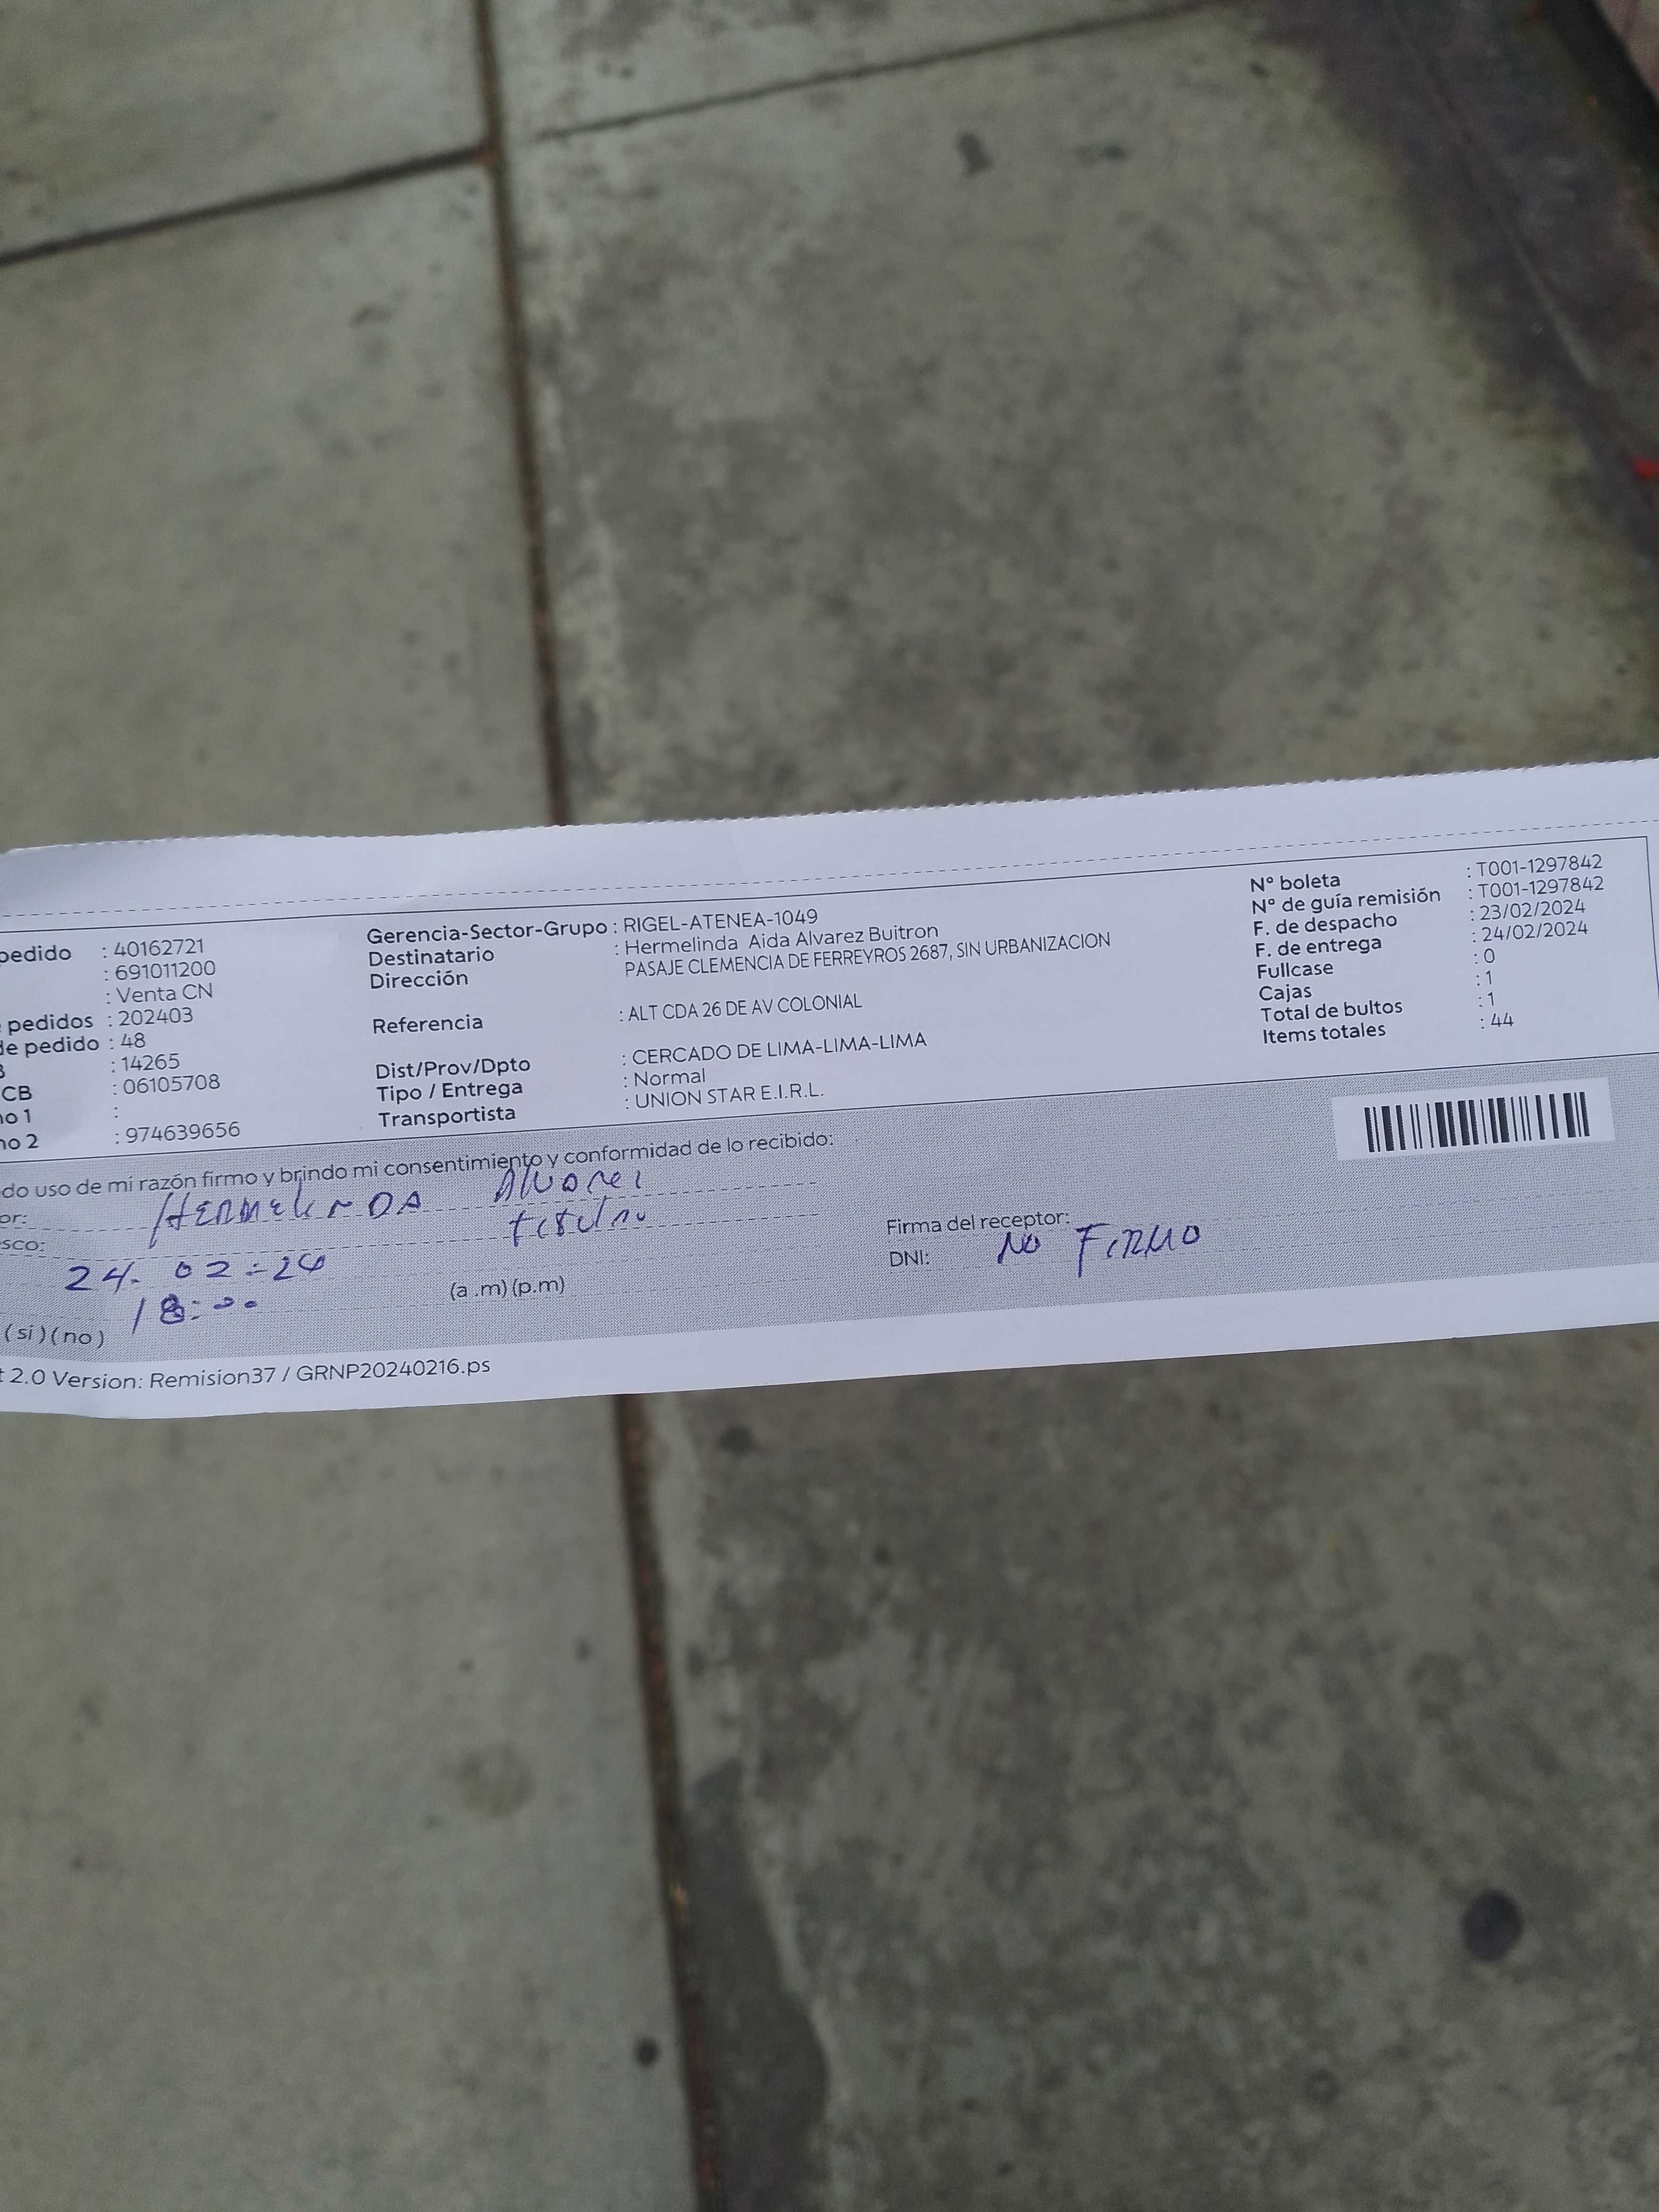 pedido : 40162721
: 691011200
: Venta CN
pedidos : 202403
de pedido : 48
: 14265
CB : 06105708
no 1 :
no 2 : 974639656
Gerencia-Sector-Grupo : RIGEL-ATENEA-1049
Destinatario : Hermelinda Aida Alvarez Buitron
Dirección PASAJE CLEMENCIA DE FERREYROS 2687, SIN URBANIZACION
Referencia : ALT CDA 26 DE AV COLONIAL
Dist/Prov/Dpto : CERCADO DE LIMA-LIMA-LIMA
Tipo / Entrega : Normal
Transportista : UNION STAR E.I.R.L.
N° boleta : T001-1297842
N° de guía remisión : T001-1297842
F. de despacho : 23/02/2024
F. de entrega : 24/02/2024
Fullcase : 0
Cajas : 1
Total de bultos : 1
Items totales : 44
do uso de mi razón firmo y brindo mi consentimiento y conformidad de lo recibido:
or: HERMELINDA Alvarez
sco: titular
24-02-24
18:00 (a.m) (p.m)
(si) (no)
Firma del receptor:
DNI: NO FIRMO
t 2.0 Version: Remision37 / GRNP20240216.ps